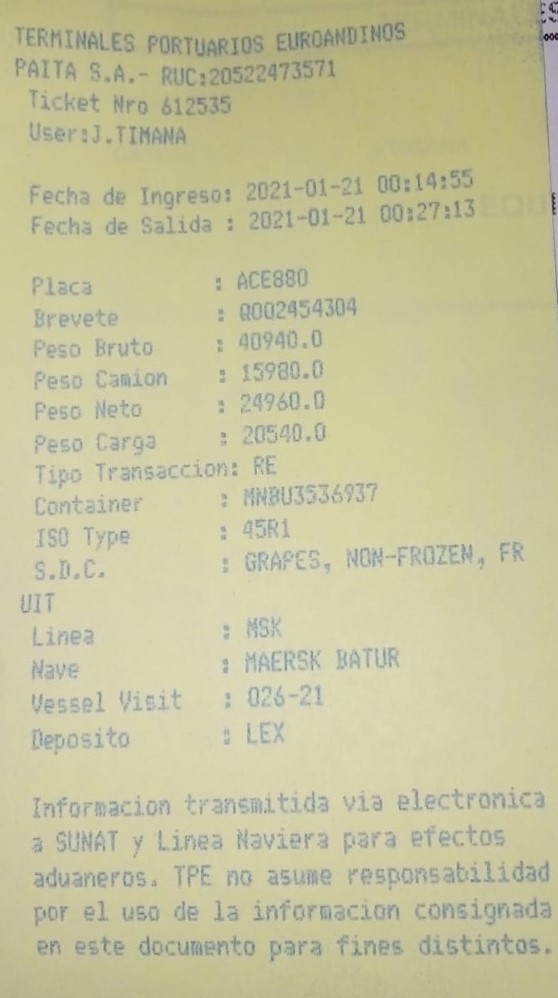 TERMINALES PORTUARIOS EUROANDINOS
PAITA S.A.- RUC:20522473571
Ticket Nro 612535
User:J.TIMANA
Fecha de Ingreso: 2021-01-21 00:14:55
Fecha de Salida : 2021-01-21 00:27:13
Placa : ACE880
Brevete : Q002454304
Peso Bruto : 40940.0
Peso Camion : 15980.0
Peso Neto : 24960.0
Peso Carga : 20540.0
Tipo Transaccion: RE
Container : MNBU3536937
ISO Type : 45R1
S.D.C. : GRAPES, NON-FROZEN, FR
UIT
Linea : MSK
Nave : MAERSK BATUR
Vessel Visit : 026-21
Deposito : LEX
Informacion transmitida via electronica
a SUNAT y Linea Naviera para efectos
aduaneros. TPE no asume responsabilidad
por el uso de la informacion consignada
en este documento para fines distintos.